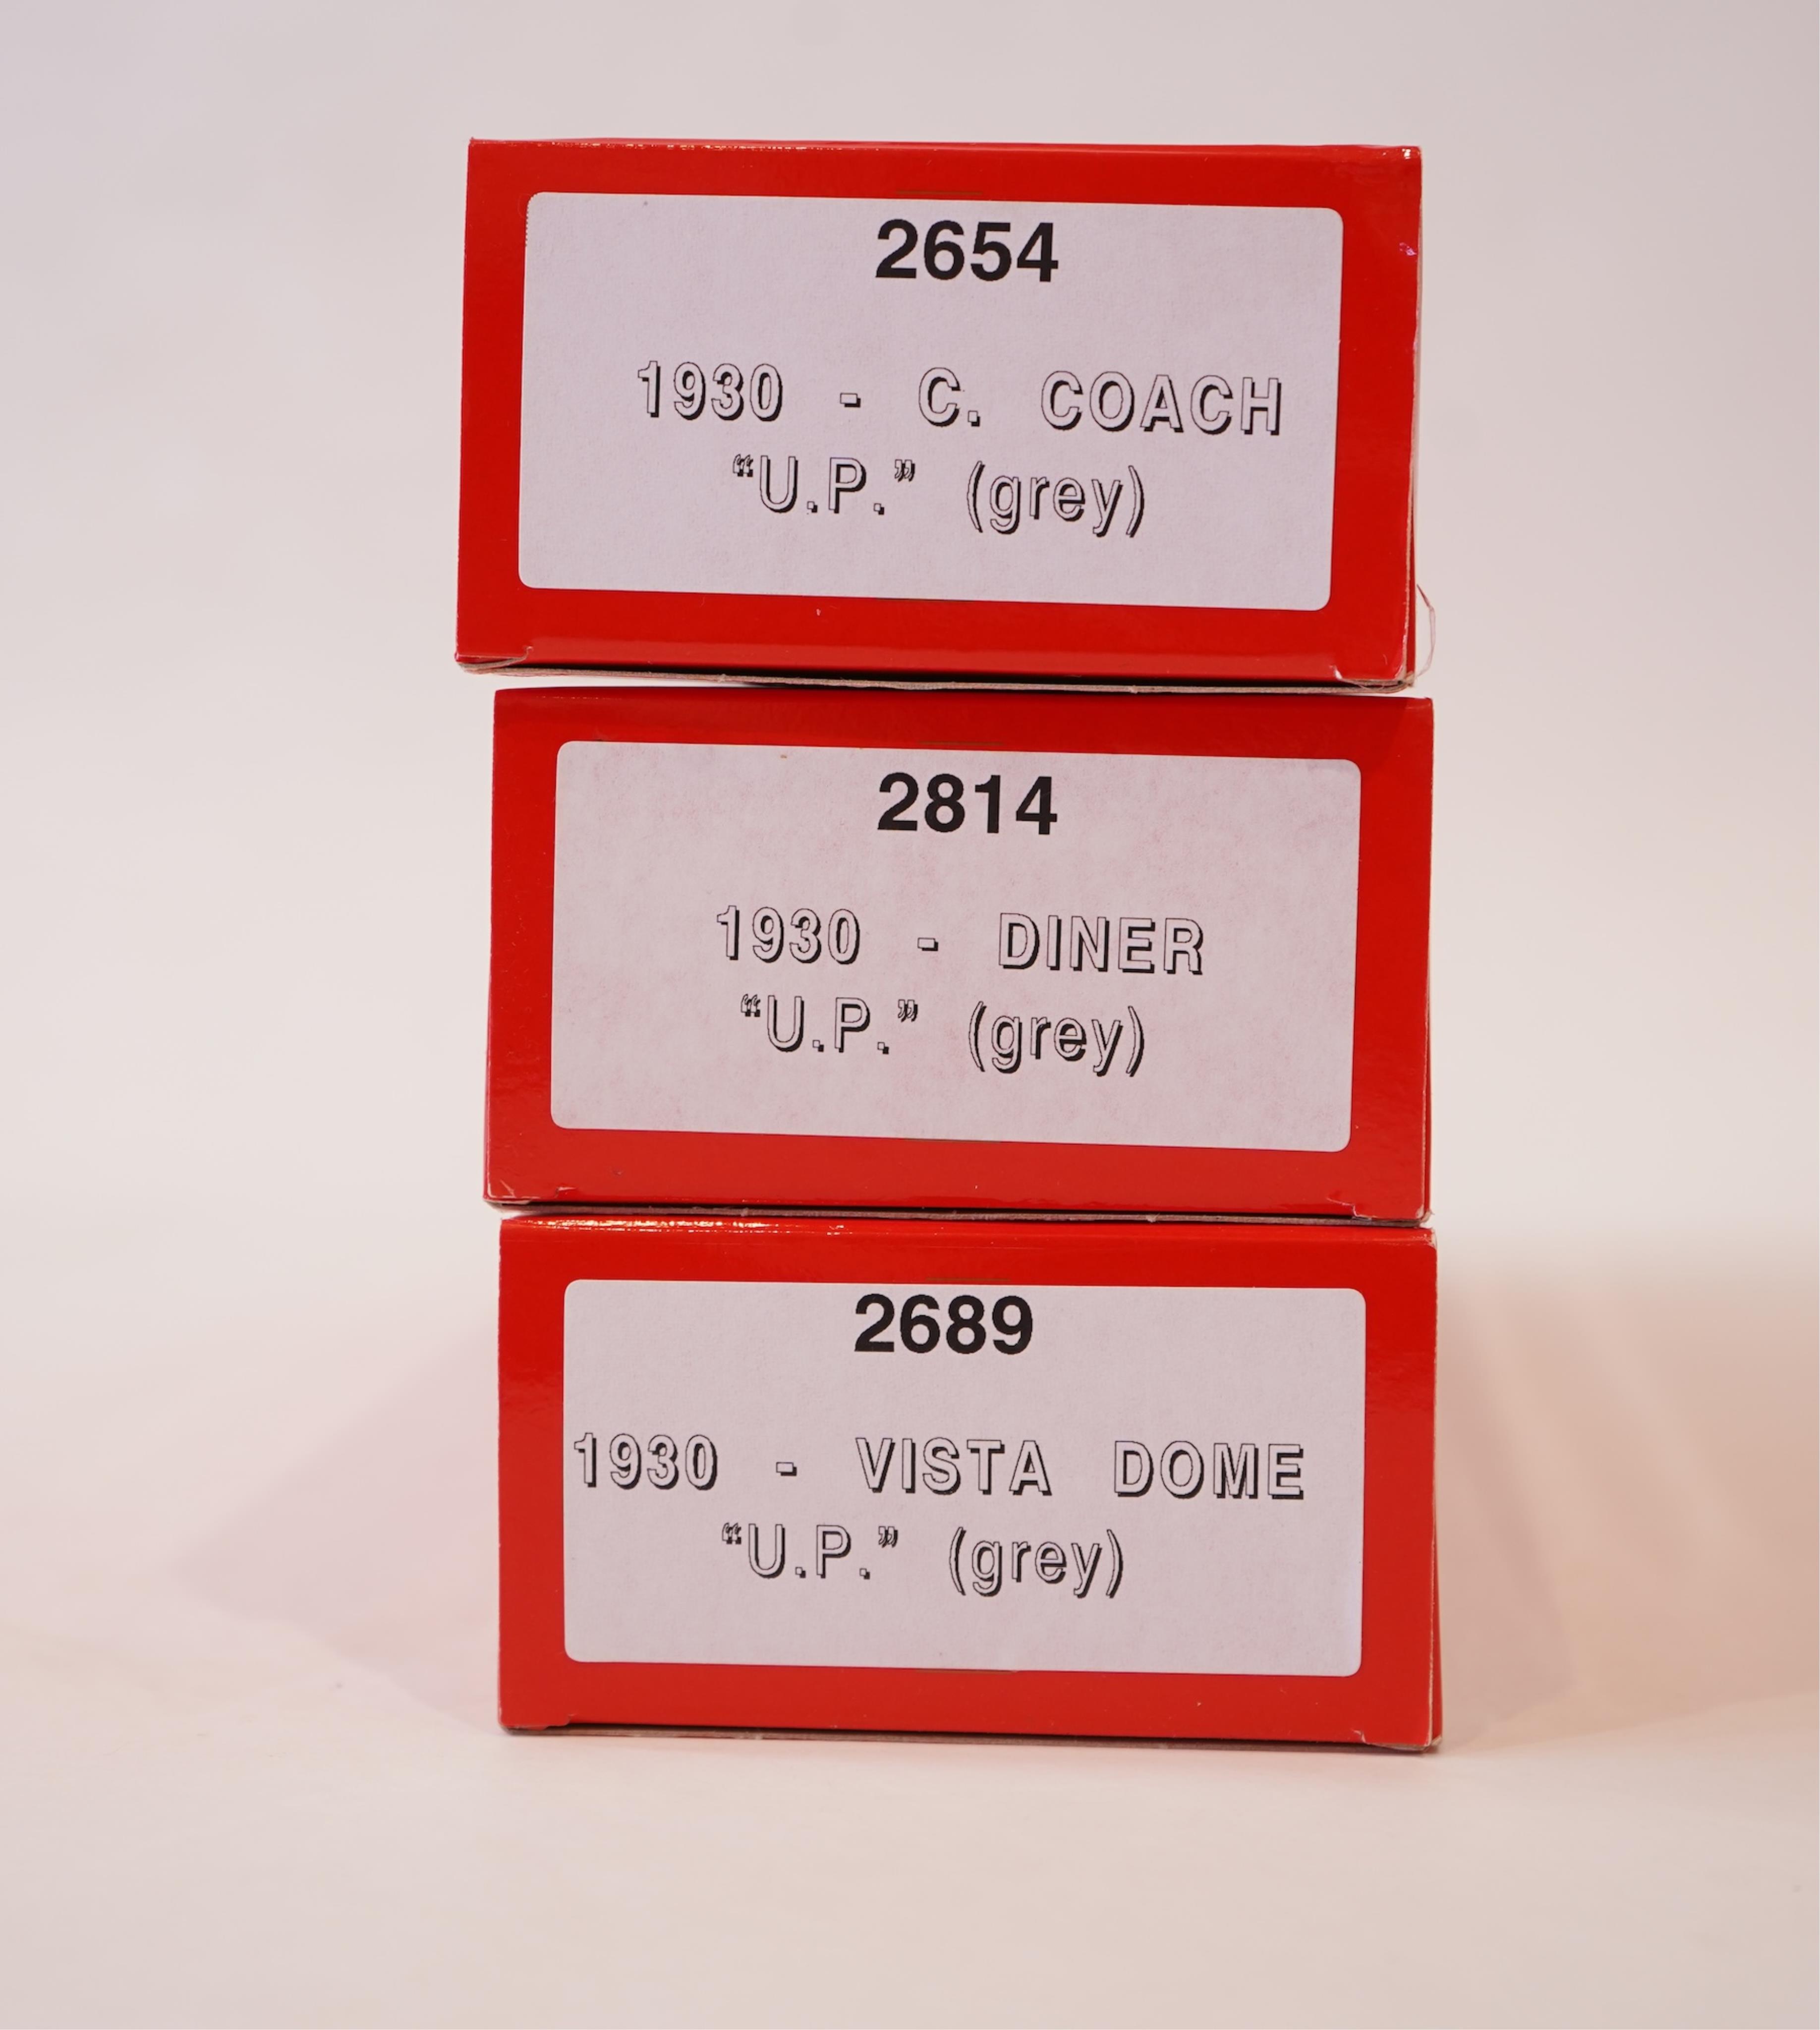 2654
1930 - C. COACH
“U.P.” (grey)
2814
1930 - DINER
“U.P.” (grey)
2689
1930 - VISTA DOME
“U.P.” (grey)